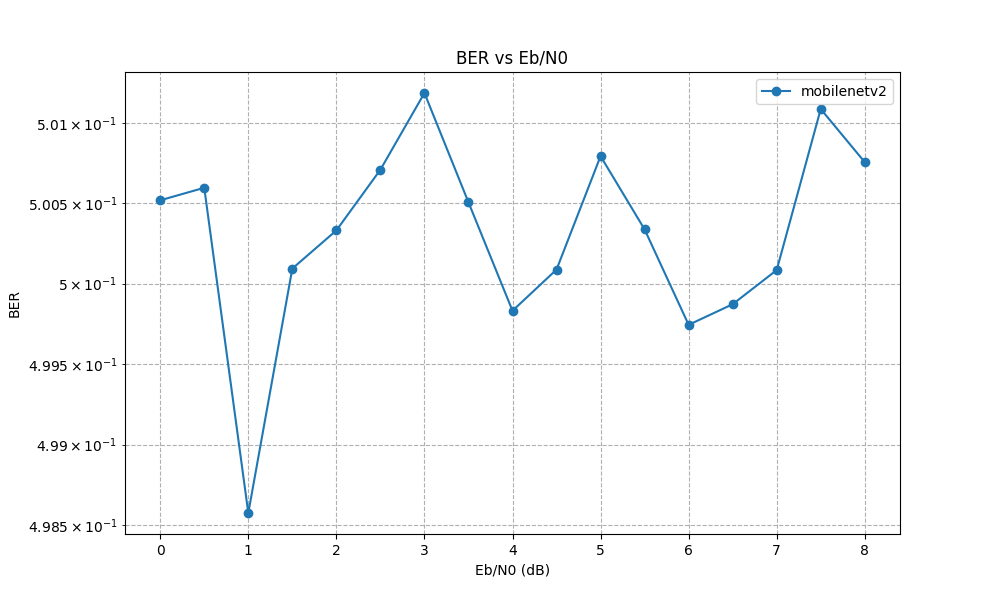 BER vs Eb/N0
mobilenetv2
5.01 × 10⁻¹
5.005 × 10⁻¹
5 × 10⁻¹
4.995 × 10⁻¹
4.99 × 10⁻¹
4.985 × 10⁻¹
BER
0 1 2 3 4 5 6 7 8
Eb/N0 (dB)